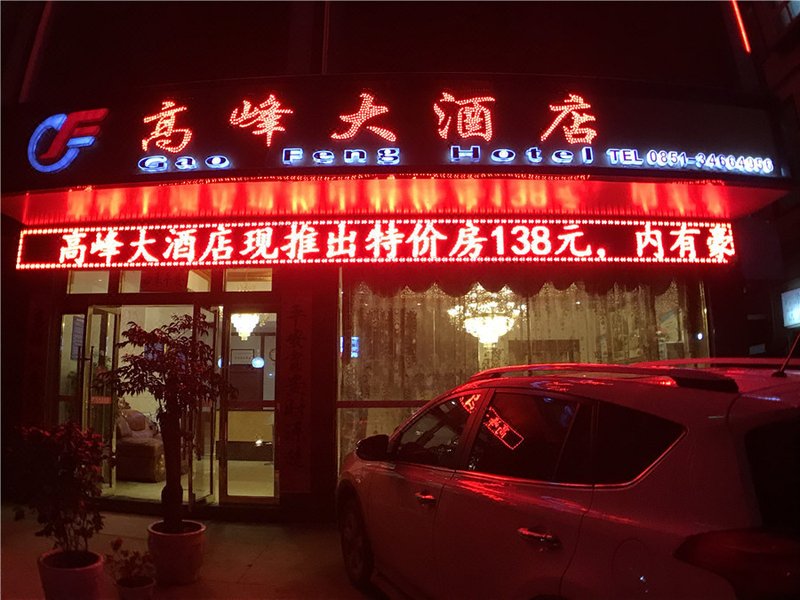 高峰大酒店
Gao Feng Hotel TEL 0851-34664356
高峰大酒店现推出特价房138元，内有豪